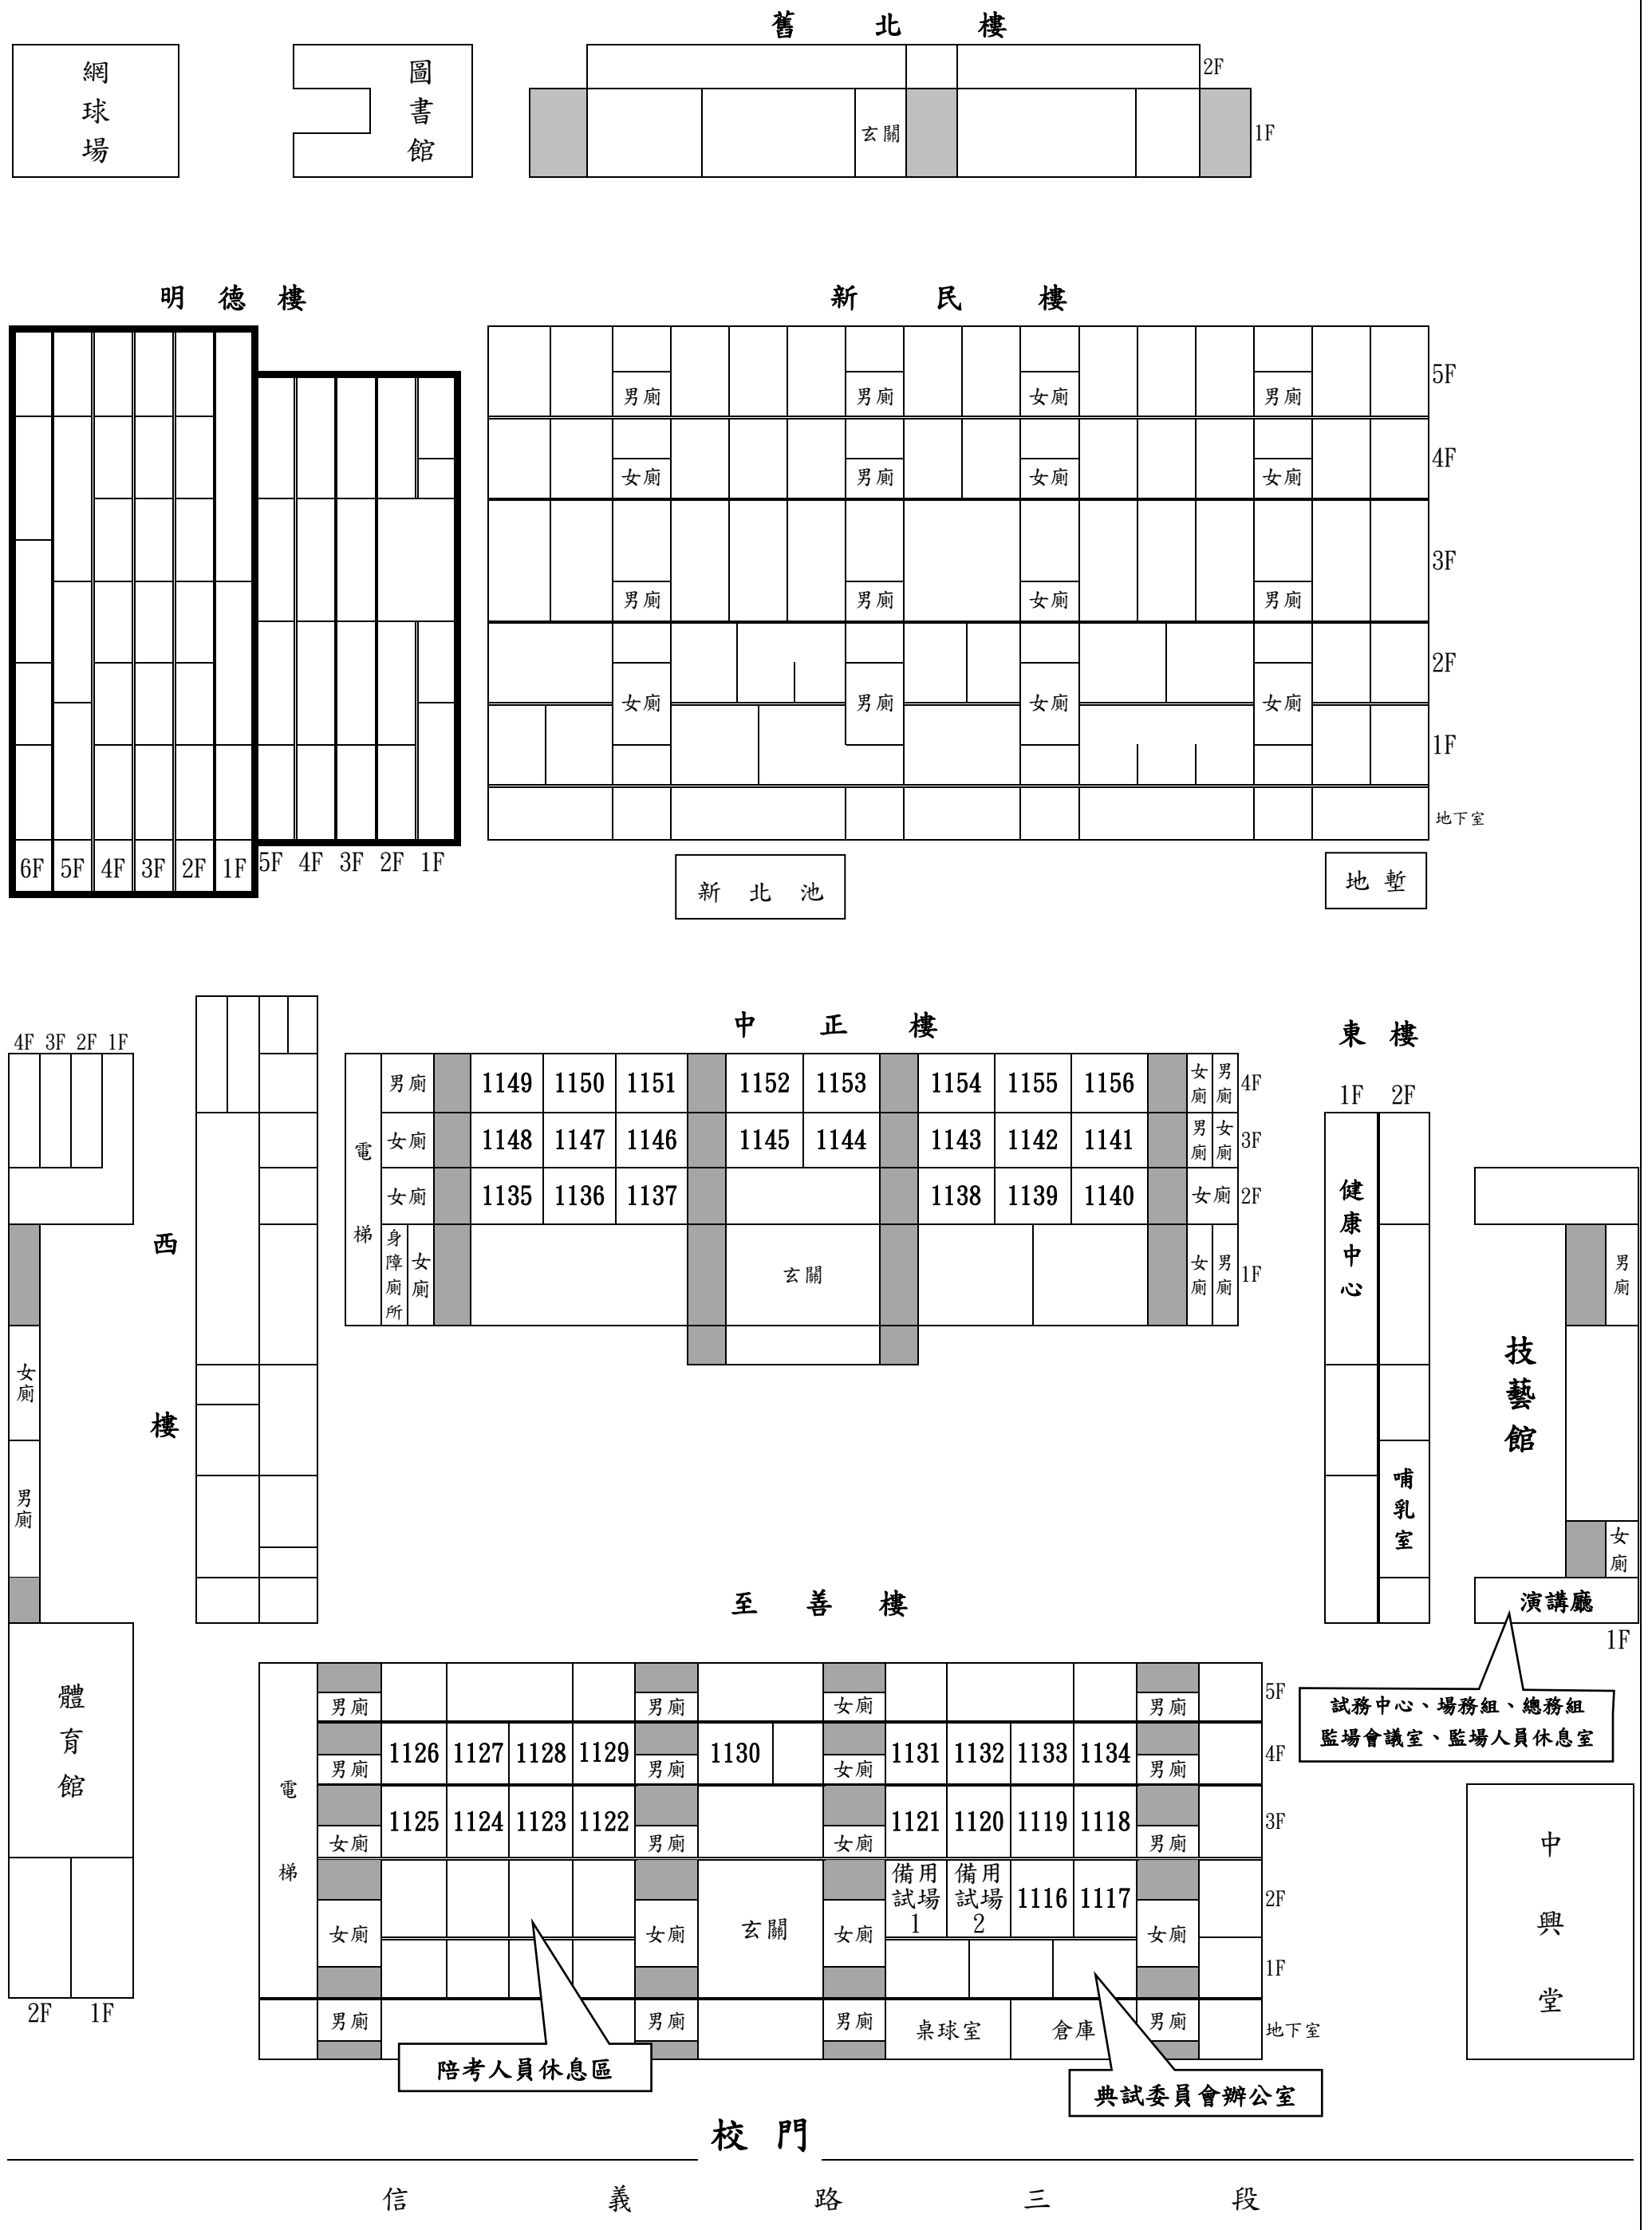 舊北樓
網球場
圖書館
2F
玄關
1F
明德樓
新民樓
男廁 男廁 女廁 男廁 5F
女廁 男廁 女廁 女廁 4F
男廁 男廁 女廁 男廁 3F
2F
女廁 男廁 女廁 女廁
1F
地下室
6F 5F 4F 3F 2F 1F 5F 4F 3F 2F 1F
新北池
地塹
中正樓
東樓
4F 3F 2F 1F
西樓
女廁
男廁
電梯
男廁 1149 1150 1151 1152 1153 1154 1155 1156 女廁 男廁 4F
女廁 1148 1147 1146 1145 1144 1143 1142 1141 男廁 女廁 3F
女廁 1135 1136 1137 1138 1139 1140 女廁 2F
身障廁所 女廁 玄關 女廁 男廁 1F
1F 2F
健康中心
哺乳室
技藝館
男廁
女廁
演講廳
1F
試務中心、場務組、總務組
監場會議室、監場人員休息室
至善樓
體育館
2F 1F
電梯
男廁 男廁 女廁 男廁 5F
男廁 1126 1127 1128 1129 男廁 1130 女廁 1131 1132 1133 1134 男廁 4F
女廁 1125 1124 1123 1122 男廁 女廁 1121 1120 1119 1118 男廁 3F
備用試場1 備用試場2 1116 1117 2F
女廁 女廁 玄關 女廁 女廁
1F
男廁 男廁 男廁 桌球室 倉庫 男廁 地下室
陪考人員休息區
典試委員會辦公室
中興堂
校門
信義路三段